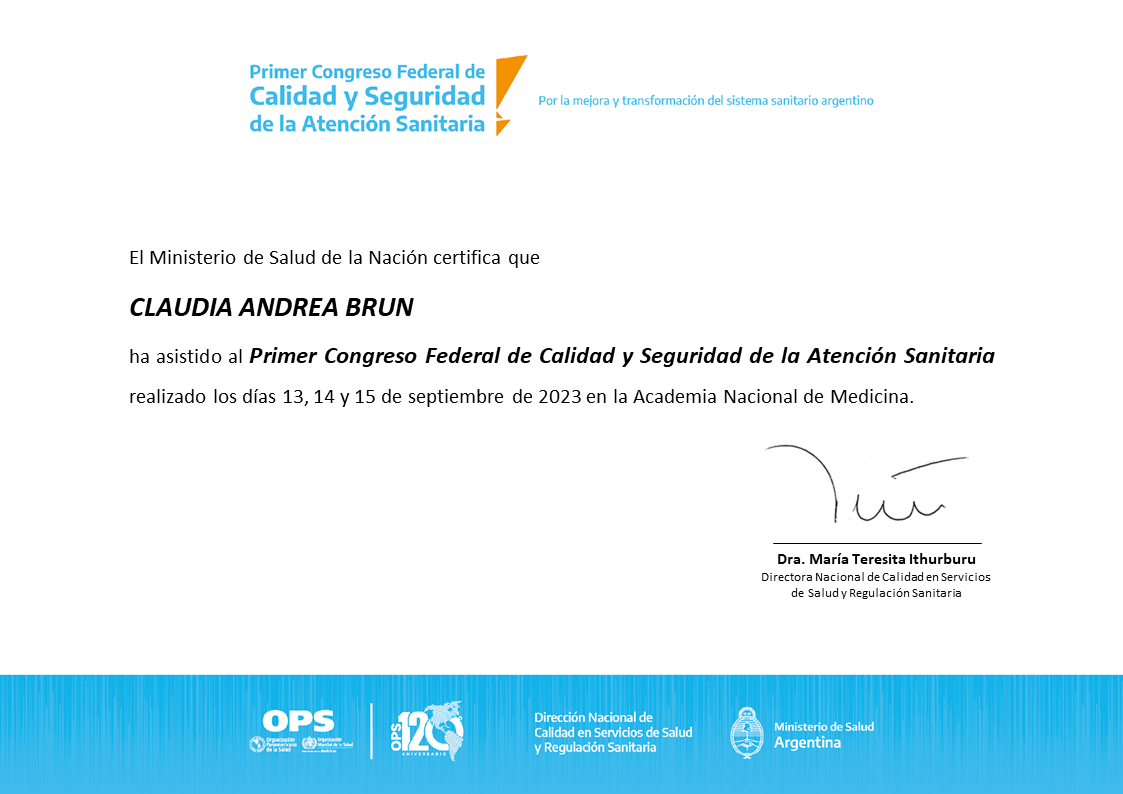 Primer Congreso Federal de
Calidad y Seguridad
de la Atención Sanitaria
Por la mejora y transformación del sistema sanitario argentino
El Ministerio de Salud de la Nación certifica que
CLAUDIA ANDREA BRUN
ha asistido al Primer Congreso Federal de Calidad y Seguridad de la Atención Sanitaria
realizado los días 13, 14 y 15 de septiembre de 2023 en la Academia Nacional de Medicina.
Dra. María Teresita Ithurburu
Directora Nacional de Calidad en Servicios
de Salud y Regulación Sanitaria
OPS
Organización
Panamericana
de la Salud
Organización
Mundial de la Salud
OPS
120
ANIVERSARIO
Dirección Nacional de
Calidad en Servicios de Salud
y Regulación Sanitaria
Ministerio de Salud
Argentina